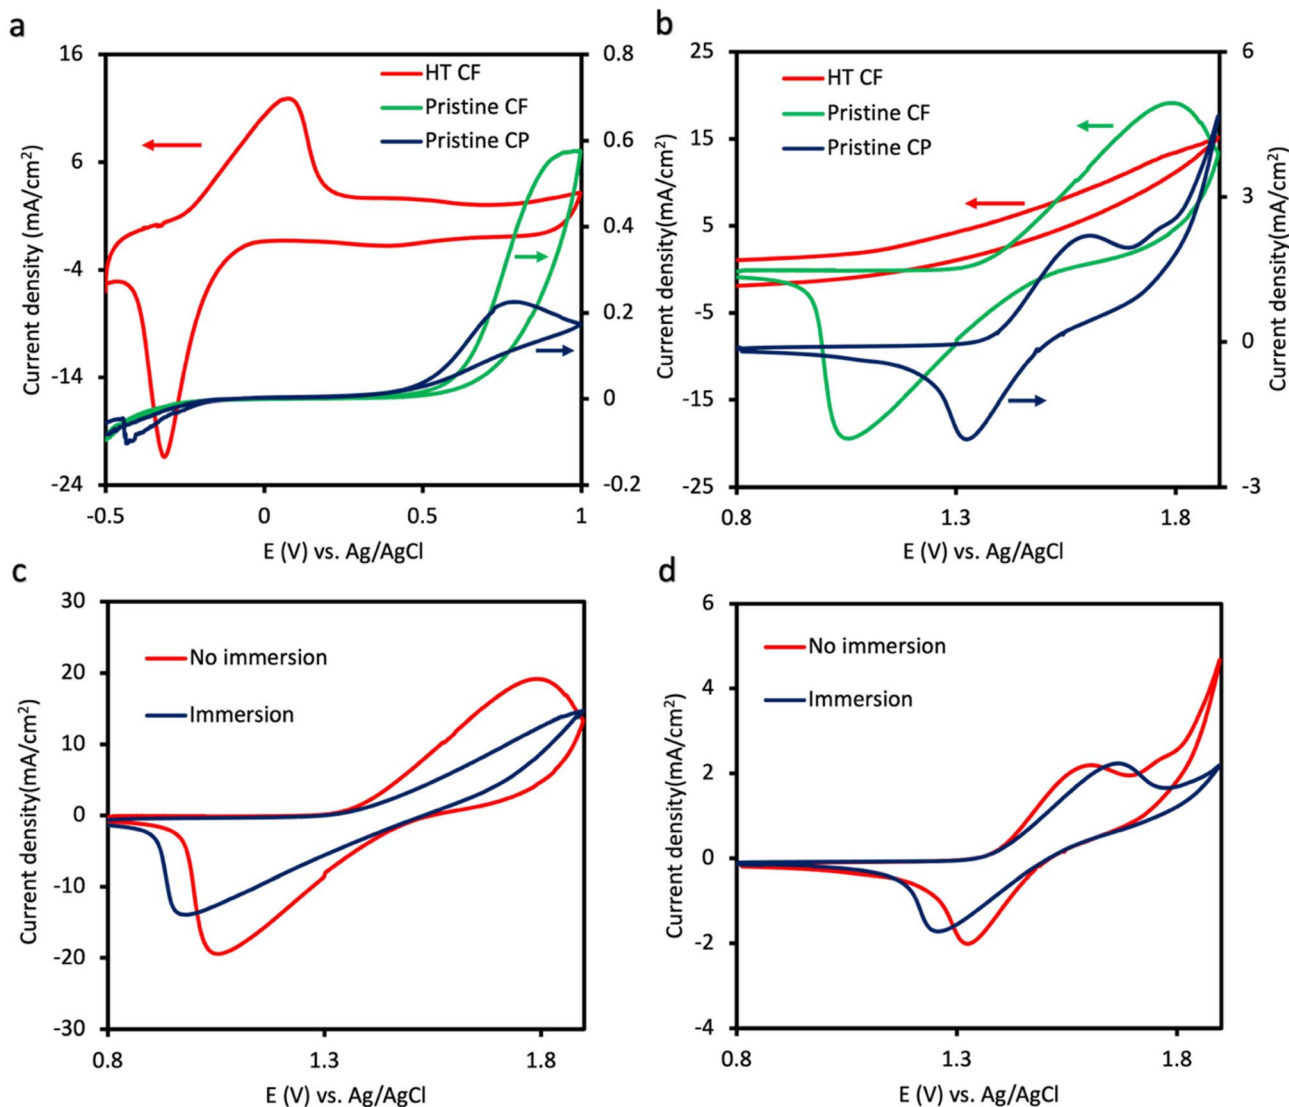 a
16
6
-4
-14
-24
0.8
0.6
0.4
0.2
0
-0.2
-0.5
0
0.5
1
HT CF
Pristine CF
Pristine CP
Current density (mA/cm²)
E (V) vs. Ag/AgCl
b
25
15
5
-5
-15
-25
6
3
0
-3
0.8
1.3
1.8
HT CF
Pristine CF
Pristine CP
Current density(mA/cm²)
Current density(mA/cm²)
E (V) vs. Ag/AgCl
c
30
20
10
0
-10
-20
-30
0.8
1.3
1.8
No immersion
Immersion
Current density(mA/cm²)
E (V) vs. Ag/AgCl
d
6
4
2
0
-2
-4
0.8
1.3
1.8
No immersion
Immersion
Current density(mA/cm²)
E (V) vs. Ag/AgCl